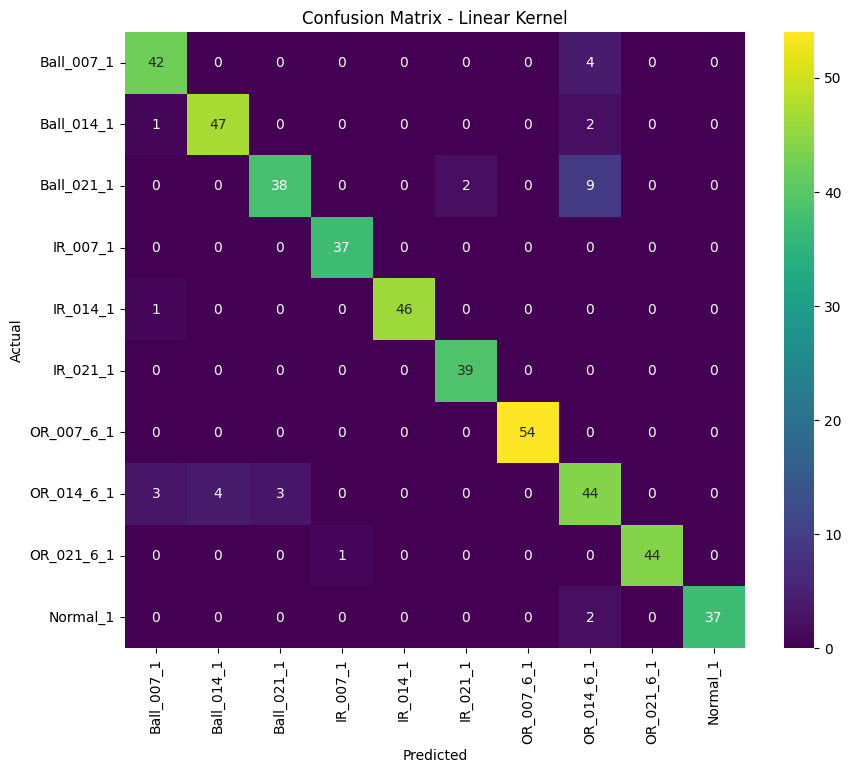 Confusion Matrix - Linear Kernel
Ball_007_1 42 0 0 0 0 0 0 4 0 0
Ball_014_1 1 47 0 0 0 0 0 2 0 0
Ball_021_1 0 0 38 0 0 2 0 9 0 0
IR_007_1 0 0 0 37 0 0 0 0 0 0
IR_014_1 1 0 0 0 46 0 0 0 0 0
IR_021_1 0 0 0 0 0 39 0 0 0 0
OR_007_6_1 0 0 0 0 0 0 54 0 0 0
OR_014_6_1 3 4 3 0 0 0 0 44 0 0
OR_021_6_1 0 0 0 1 0 0 0 0 44 0
Normal_1 0 0 0 0 0 0 0 2 0 37
Actual
Ball_007_1 Ball_014_1 Ball_021_1 IR_007_1 IR_014_1 IR_021_1 OR_007_6_1 OR_014_6_1 OR_021_6_1 Normal_1
Predicted
50
40
30
20
10
0